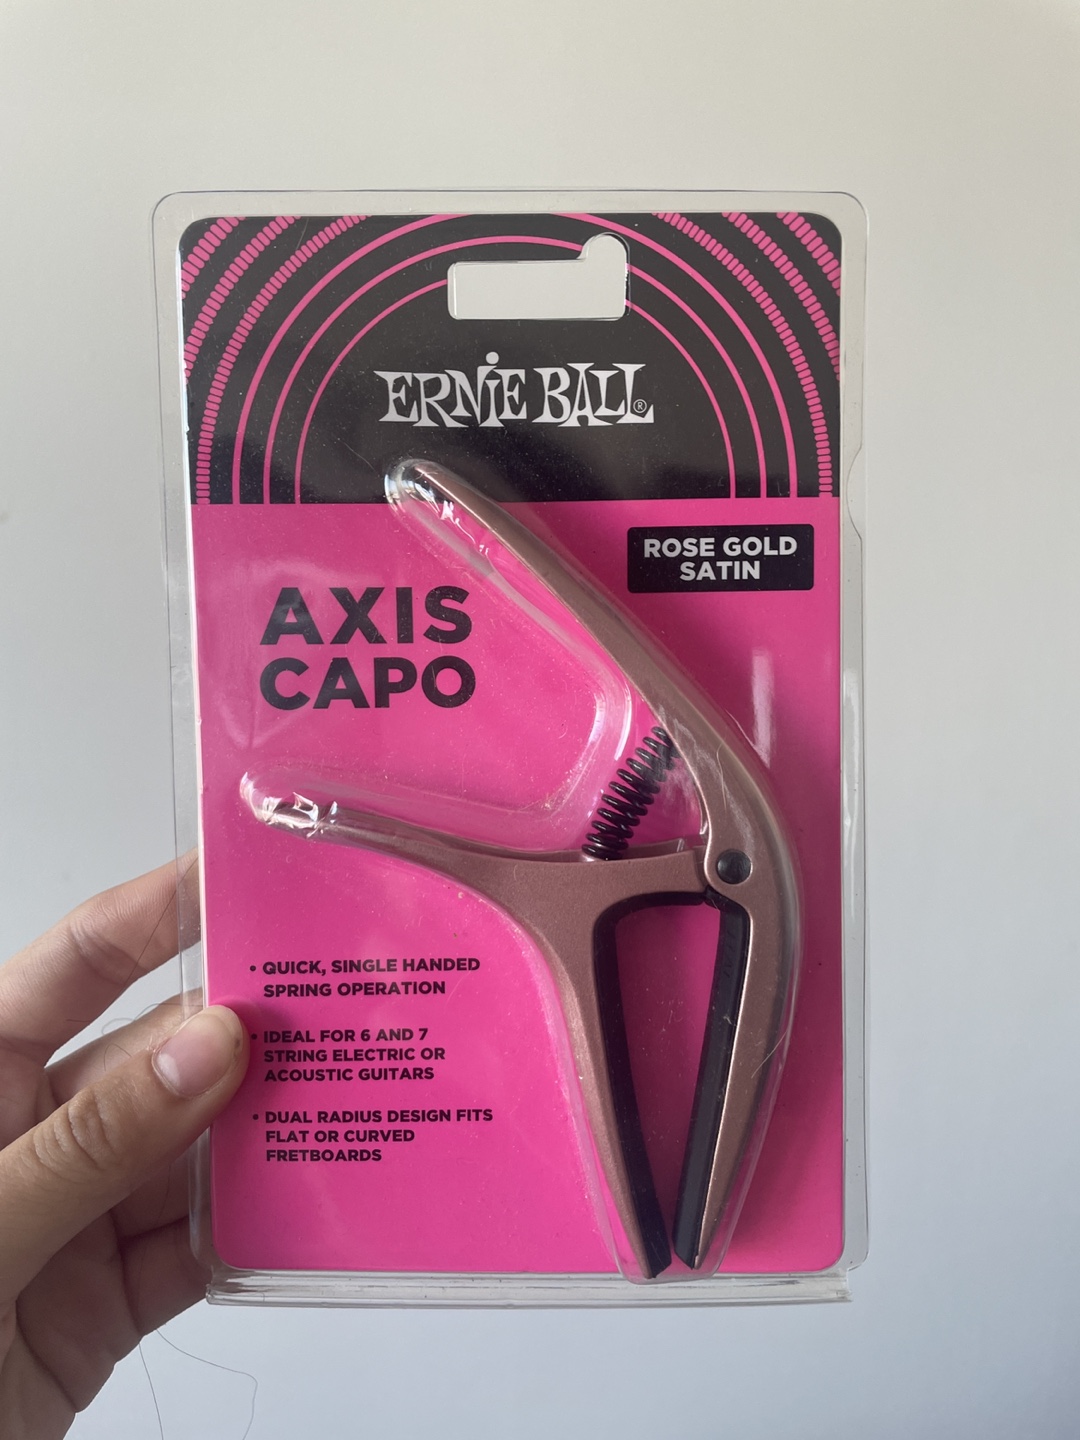 ERNIE BALL®
ROSE GOLD
SATIN
AXIS
CAPO
• QUICK, SINGLE HANDED
SPRING OPERATION
• IDEAL FOR 6 AND 7
STRING ELECTRIC OR
ACOUSTIC GUITARS
• DUAL RADIUS DESIGN FITS
FLAT OR CURVED
FRETBOARDS